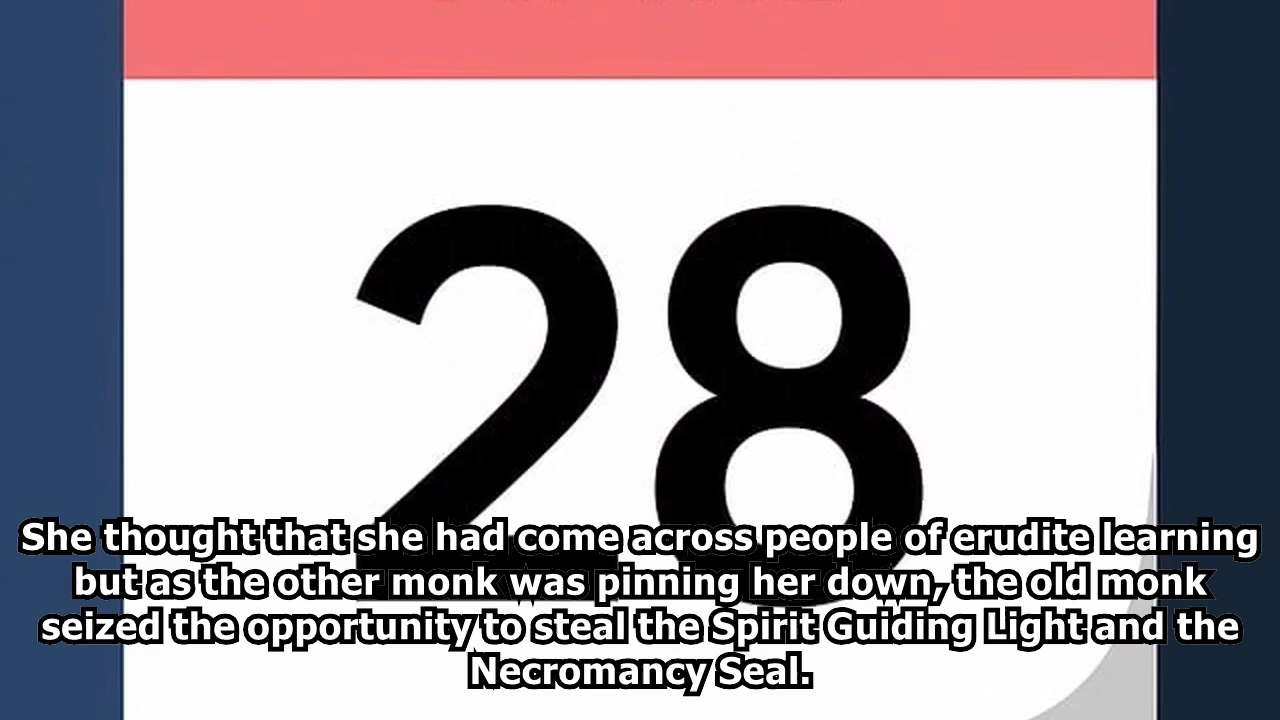 28
She thought that she had come across people of erudite learning
but as the other monk was pinning her down, the old monk
seized the opportunity to steal the Spirit Guiding Light and the
Necromancy Seal.